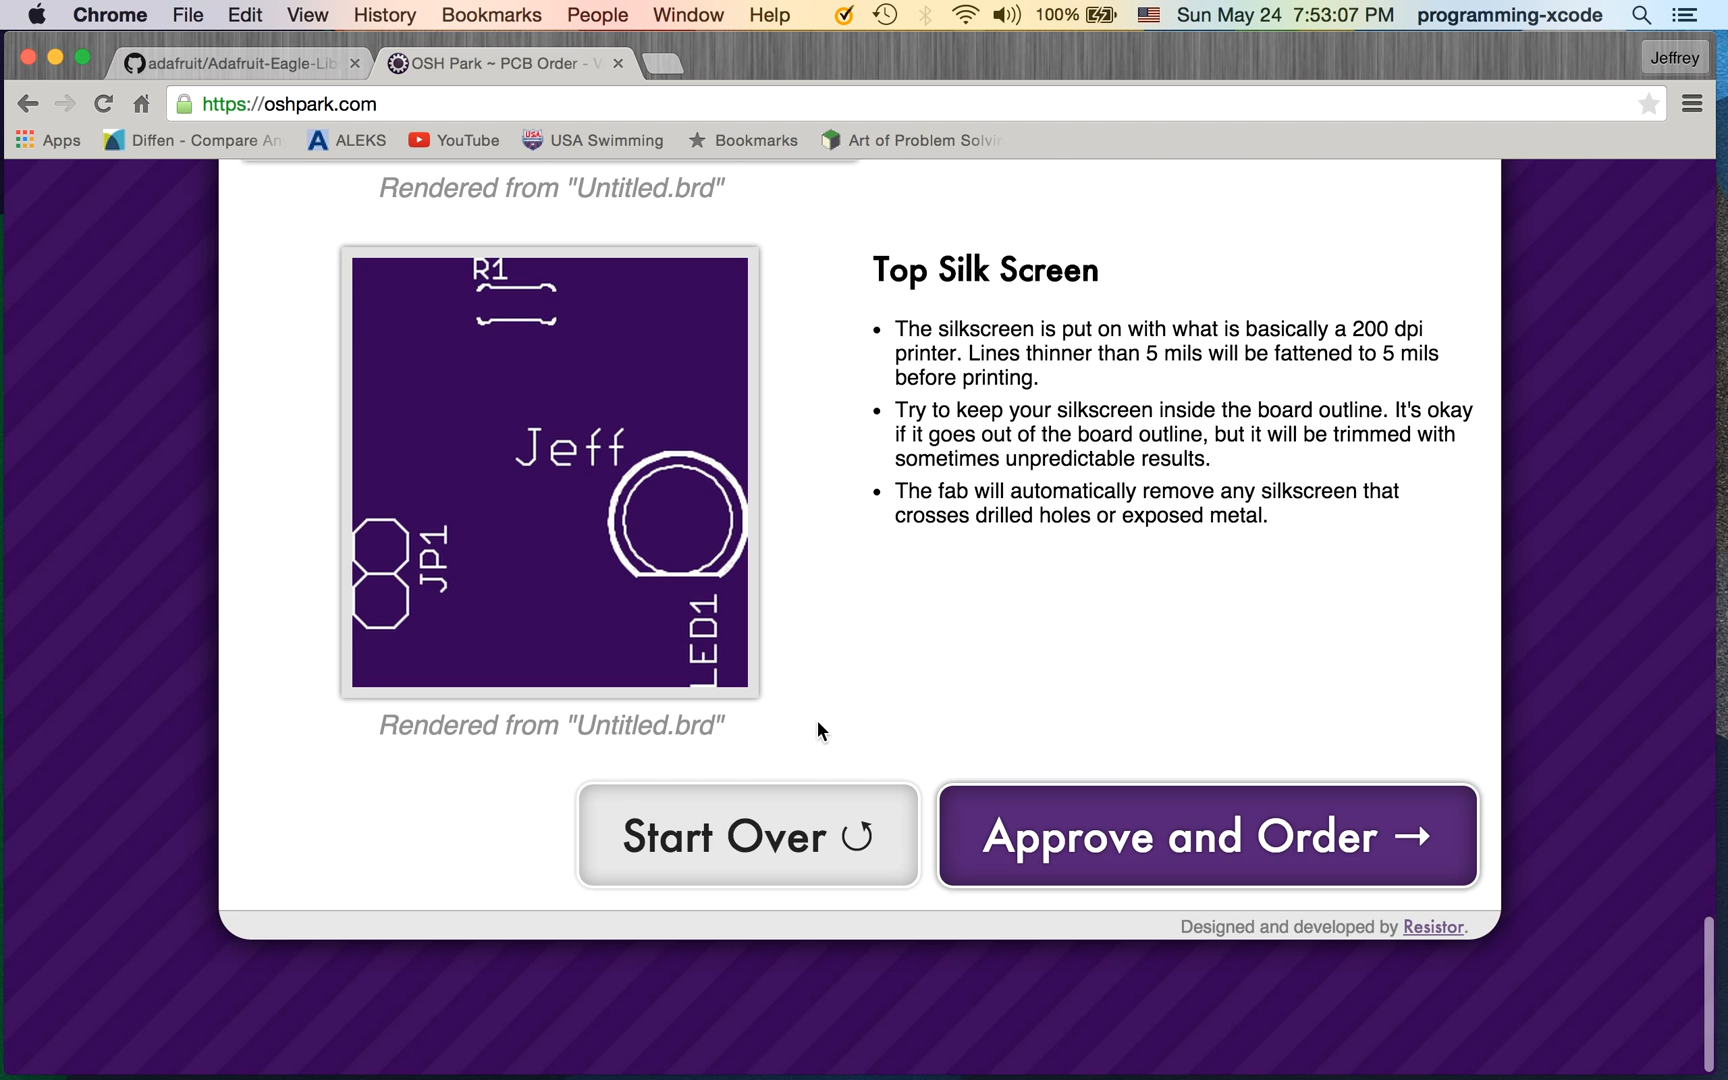 Chrome File Edit View History Bookmarks People Window Help 100% Sun May 24 7:53:07 PM programming-xcode
adafruit/Adafruit-Eagle-Lib OSH Park ~ PCB Order - V Jeffrey
https://oshpark.com
Apps Diffen - Compare An ALEKS YouTube USA Swimming Bookmarks Art of Problem Solvin
Rendered from "Untitled.brd"
R1
Jeff
JP1
LED1
Rendered from "Untitled.brd"
Top Silk Screen
• The silkscreen is put on with what is basically a 200 dpi
printer. Lines thinner than 5 mils will be fattened to 5 mils
before printing.
• Try to keep your silkscreen inside the board outline. It's okay
if it goes out of the board outline, but it will be trimmed with
sometimes unpredictable results.
• The fab will automatically remove any silkscreen that
crosses drilled holes or exposed metal.
Start Over
Approve and Order →
Designed and developed by Resistor.